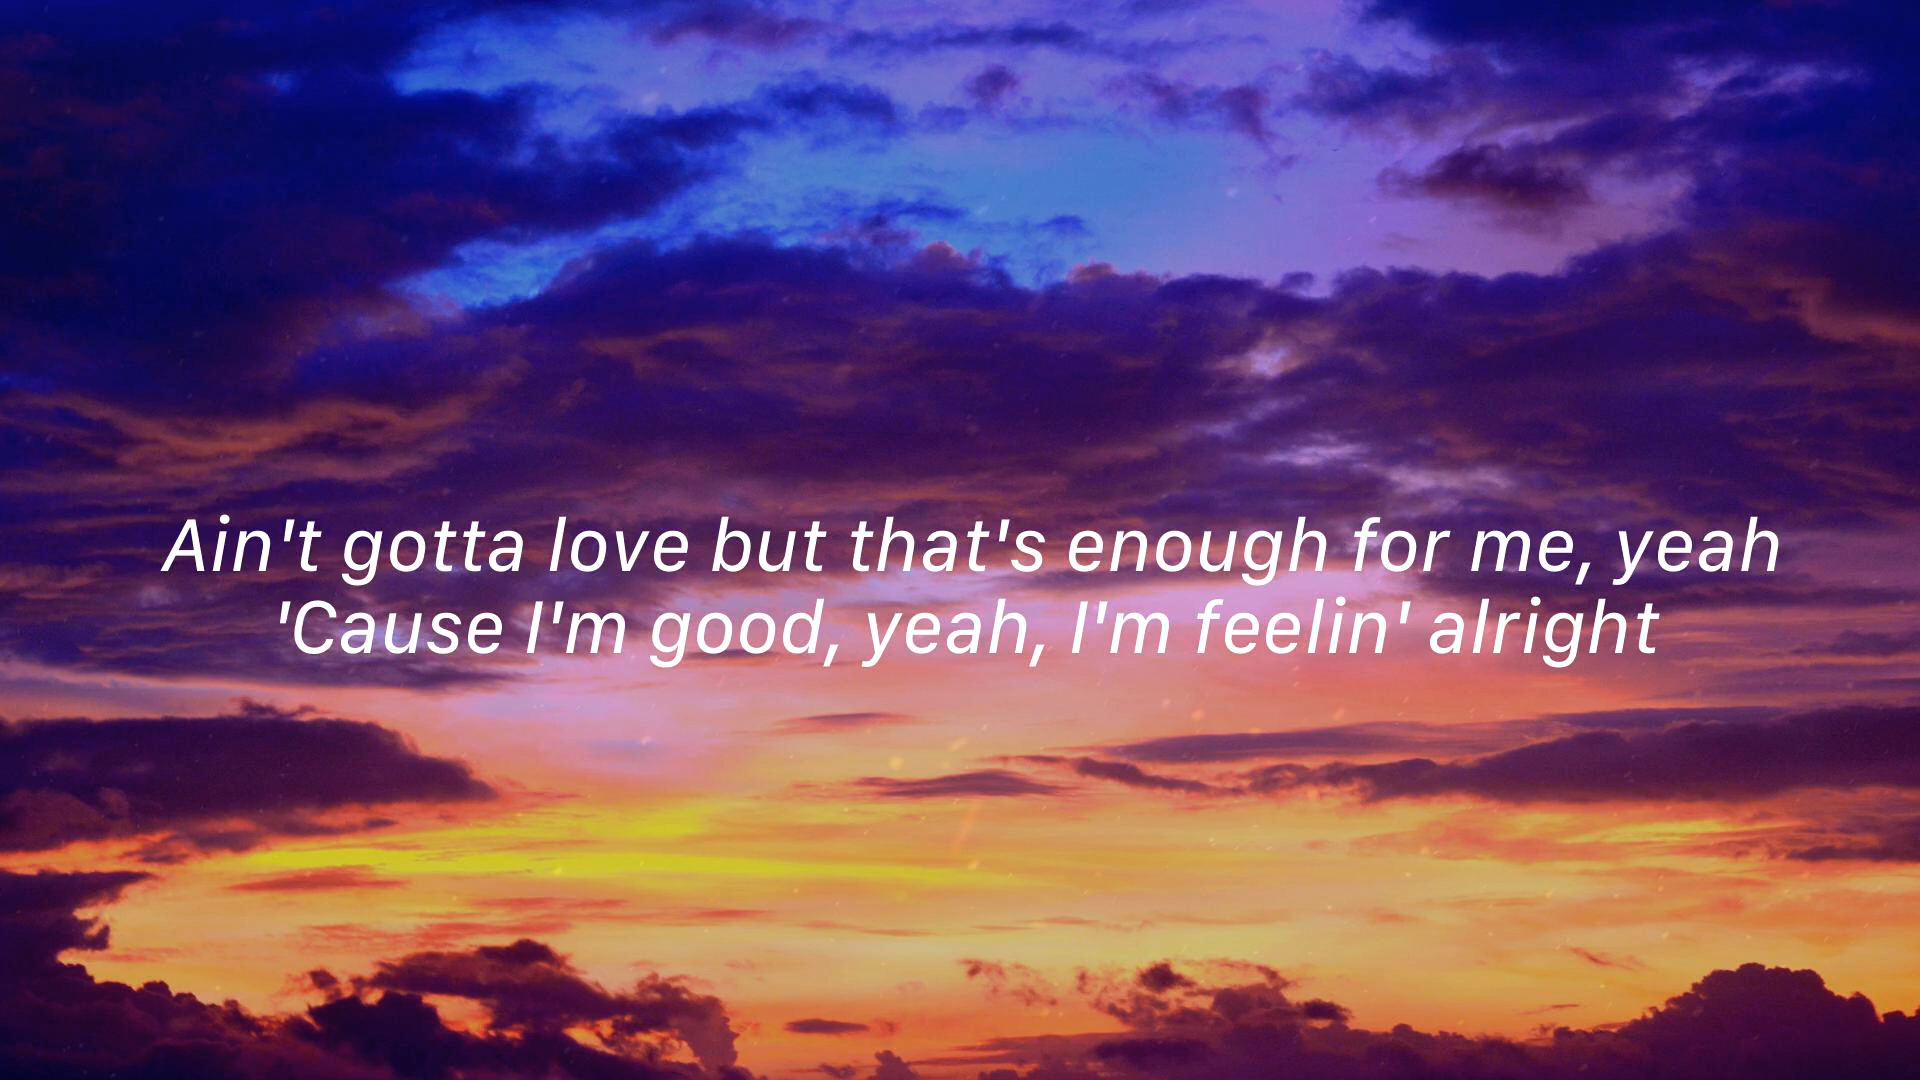 Ain't gotta love but that's enough for me, yeah
'Cause I'm good, yeah, I'm feelin' alright